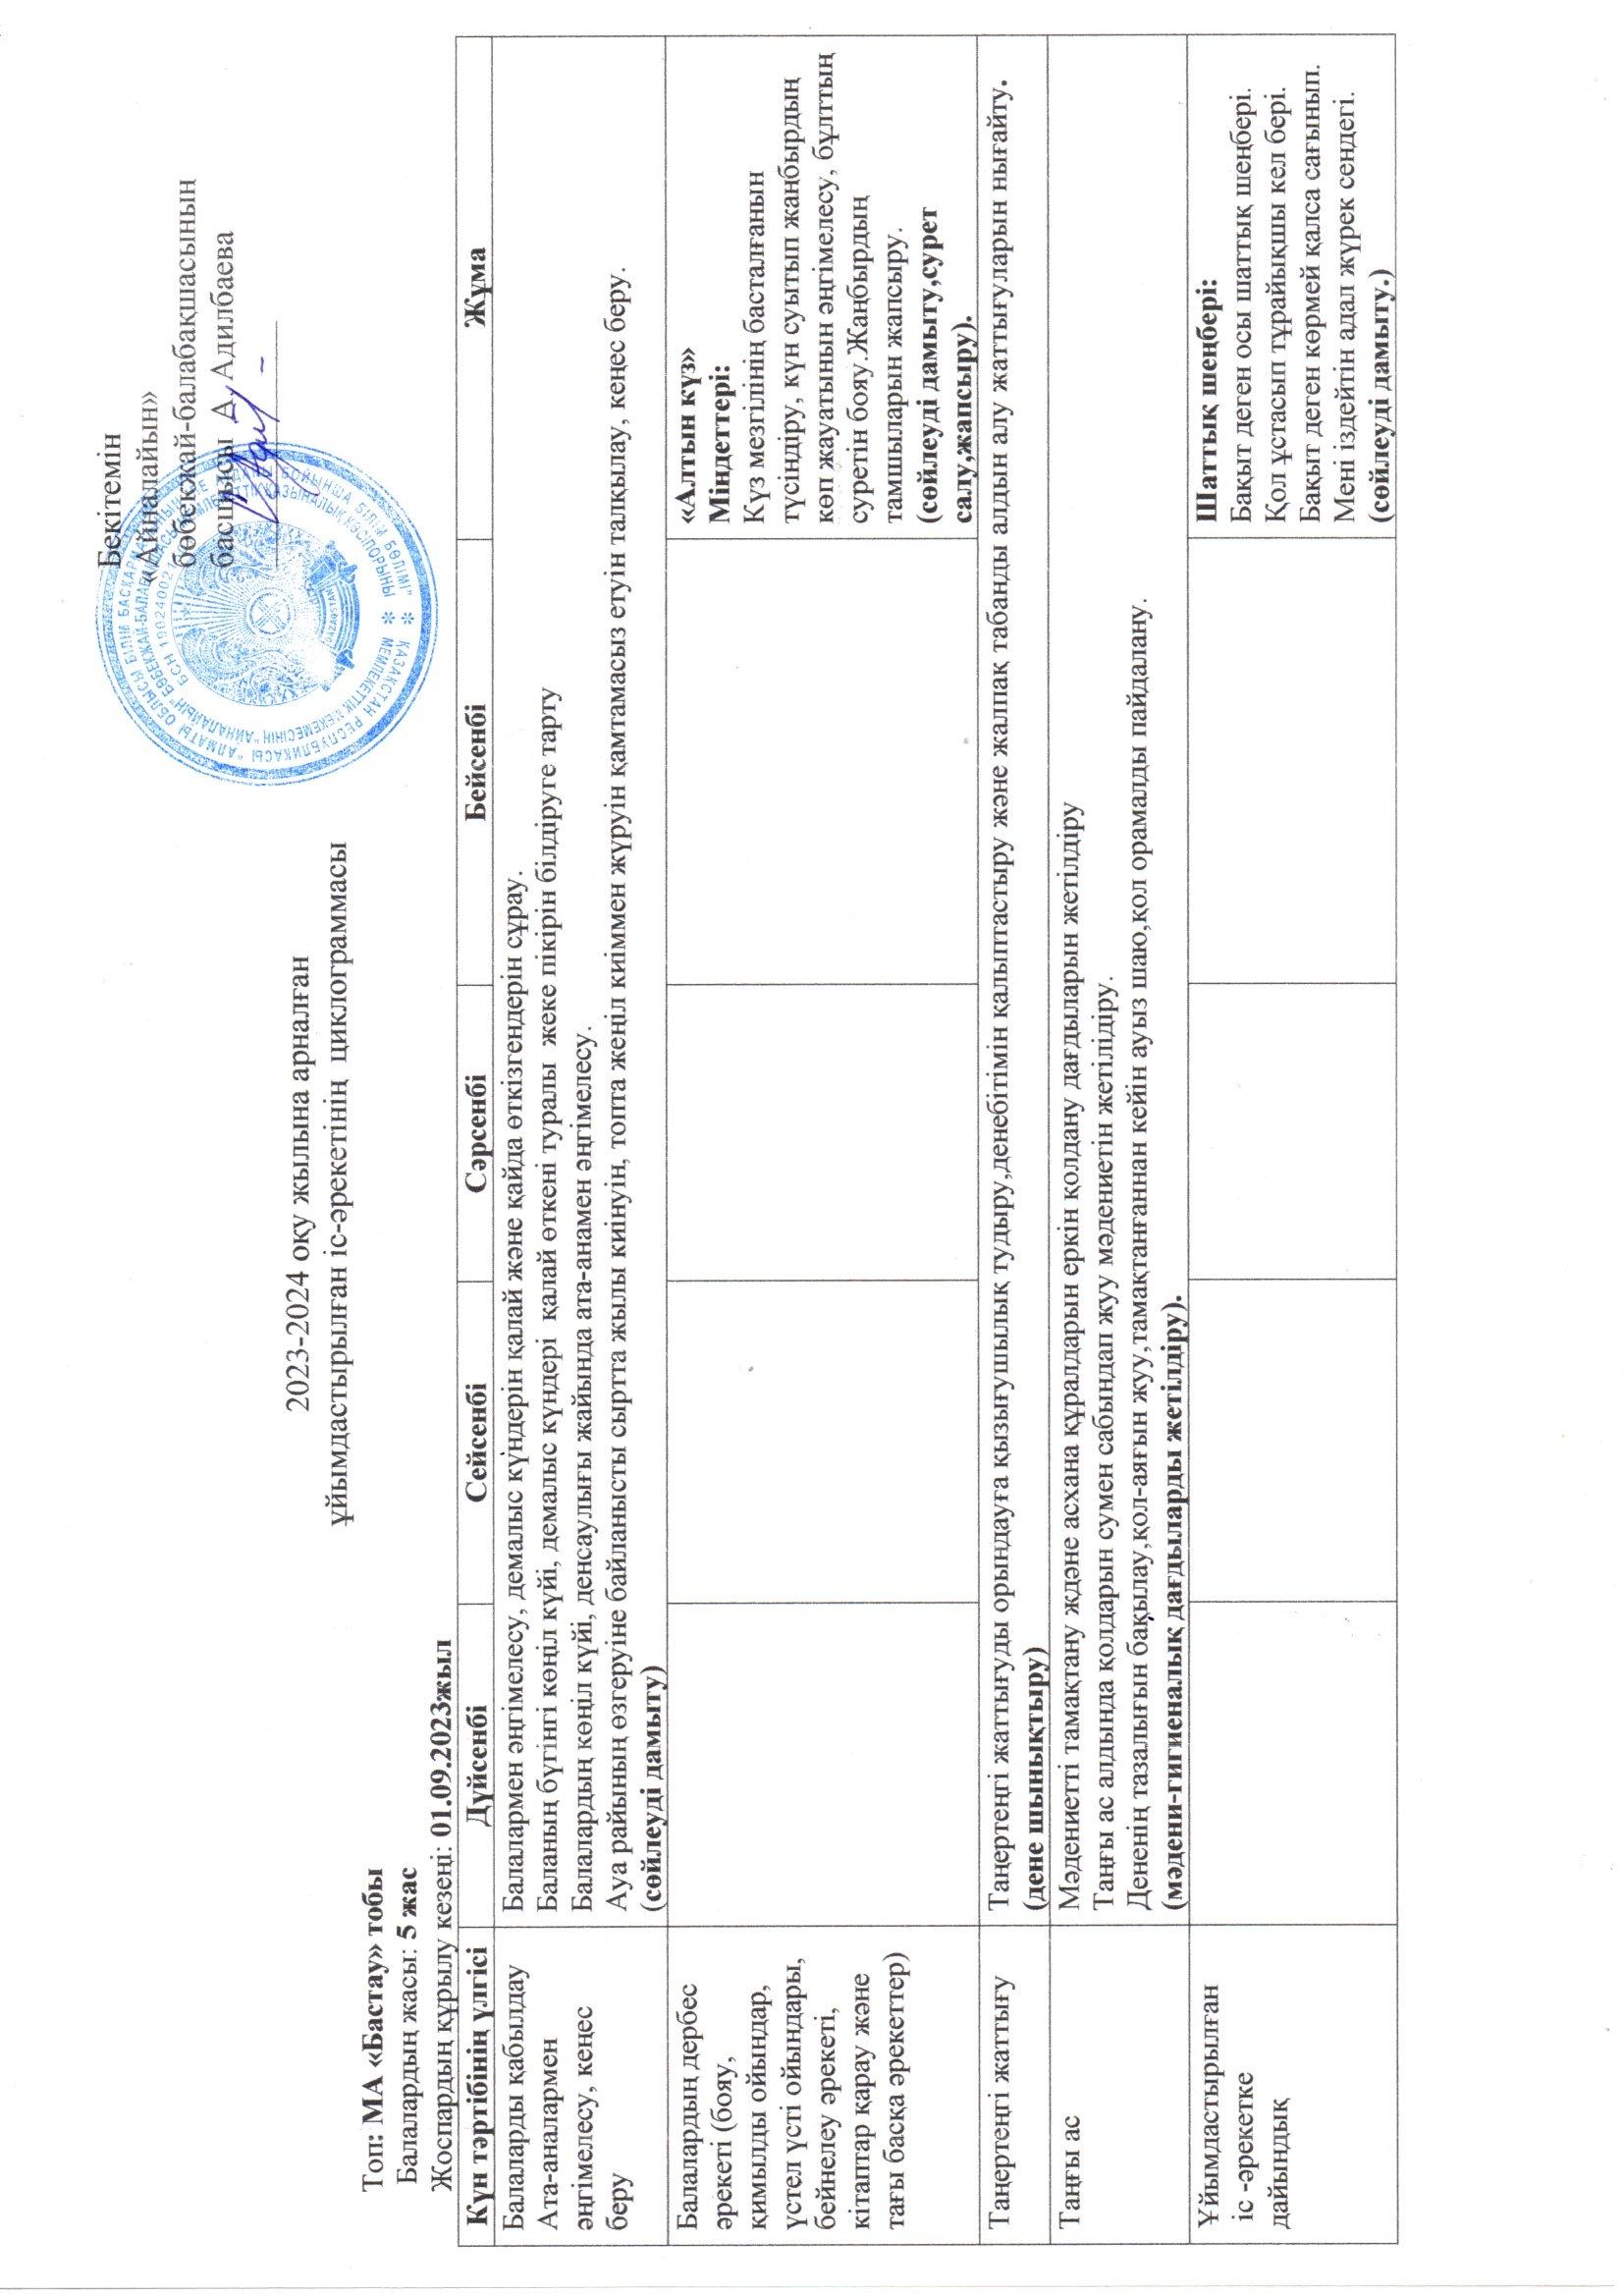 Бекітемін
«Айналайын»
бөбекжай-балабақшасының
басшысы А. Адилбаева
2023-2024 оқу жылына арналған
ұйымдастырылған іс-әрекетінің циклограммасы
Топ: МА «Бастау» тобы
Балалардың жасы: 5 жас
Жоспардың құрылу кезеңі: 01.09.2023жыл
Күн тәртібінің үлгісі
Дүйсенбі
Сейсенбі
Сәрсенбі
Бейсенбі
Жұма
Балаларды қабылдау
Ата-аналармен
әңгімелесу, кеңес
беру
Балалармен әңгімелесу, демалыс күндерін қалай және қайда өткізгендерін сұрау.
Баланың бүгінгі көңіл күйі, демалыс күндері қалай өткені туралы жеке пікірін білдіруге тарту
Балалардың көңіл күйі, денсаулығы жайында ата-анамен әңгімелесу.
Ауа райының өзгеруіне байланысты сыртта жылы киінуін, топта жеңіл киіммен жүруін қамтамасыз етуін талқылау, кеңес беру.
(сөйлеуді дамыту)
Балалардың дербес
әрекеті (бояу,
қимылды ойындар,
үстел үсті ойындары,
бейнелеу әрекеті,
кітаптар қарау және
тағы басқа әрекеттер)
«Алтын күз»
Міндеттері:
Күз мезгілінің басталғанын
түсіндіру, күн суытып жаңбырдың
көп жауатынын әңгімелесу, бұлттың
суретін бояу.Жаңбырдың
тамшыларын жапсыру.
(сөйлеуді дамыту,сурет
салу,жапсыру).
Таңертеңгі жаттығу
Таңертеңгі жаттығуды орындауға қызығушылық тудыру,денебітімін қалыптастыру және жалпақ табанды алдын алу жаттығуларын нығайту.
(дене шынықтыру)
Таңғы ас
Мәдениетті тамақтану ждәне асхана құралдарын еркін қолдану дағдыларын жетілдіру
Таңғы ас алдында қолдарын сумен сабындап жуу мәдениетін жетілідіру.
Дененің тазалығын бақылау,қол-аяғын жуу,тамақтанғаннан кейін ауыз шаю,қол орамалды пайдалану.
(мәдени-гигиеналық дағдыларды жетілдіру).
Ұйымдастырылған
іс -әрекетке
дайындық
Шаттық шеңбері:
Бақыт деген осы шаттық шеңбері.
Қол ұстасып тұрайықшы кел бері.
Бақыт деген көрмей қалса сағынып.
Мені іздейтін адал жүрек сендегі.
(сөйлеуді дамыту.)